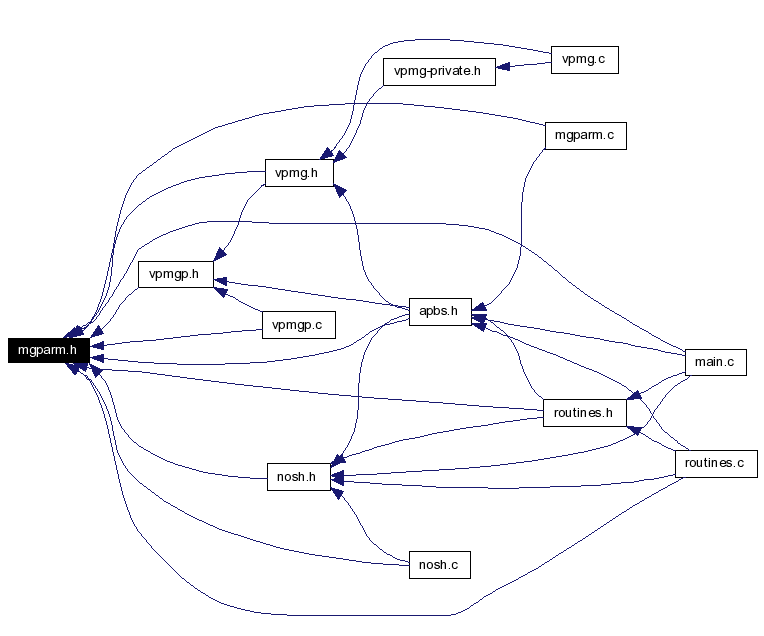 vpmg.c
vpmg-private.h
mgparm.c
vpmg.h
vpmgp.h
apbs.h
vpmgp.c
mgparm.h
main.c
routines.h
routines.c
nosh.h
nosh.c